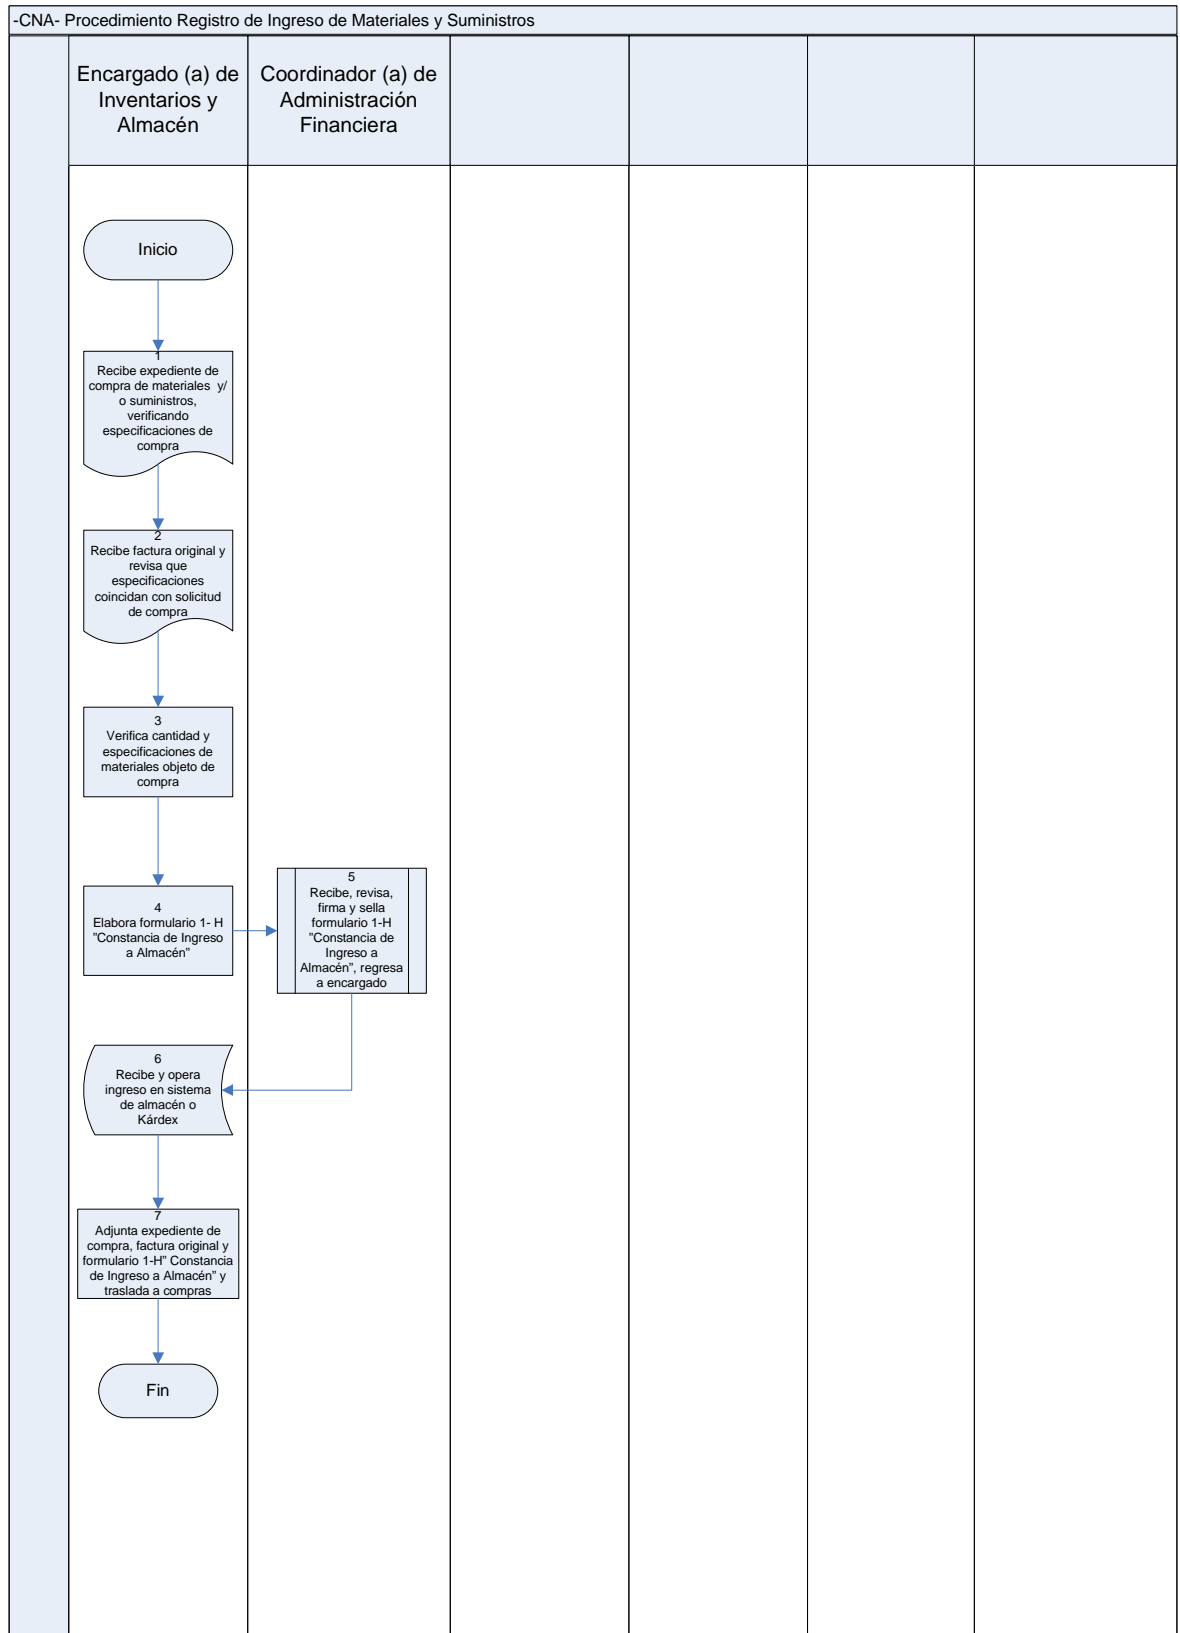 -CNA- Procedimiento Registro de Ingreso de Materiales y Suministros
Encargado (a) de
Inventarios y
Almacén
Coordinador (a) de
Administración
Financiera
Inicio
1
Recibe expediente de
compra de materiales y/
o suministros,
verificando
especificaciones de
compra
2
Recibe factura original y
revisa que
especificaciones
coincidan con solicitud
de compra
3
Verifica cantidad y
especificaciones de
materiales objeto de
compra
4
Elabora formulario 1- H
"Constancia de Ingreso
a Almacén”
5
Recibe, revisa,
firma y sella
formulario 1-H
"Constancia de
Ingreso a
Almacén”, regresa
a encargado
6
Recibe y opera
ingreso en sistema
de almacén o
Kárdex
7
Adjunta expediente de
compra, factura original y
formulario 1-H” Constancia
de Ingreso a Almacén” y
traslada a compras
Fin